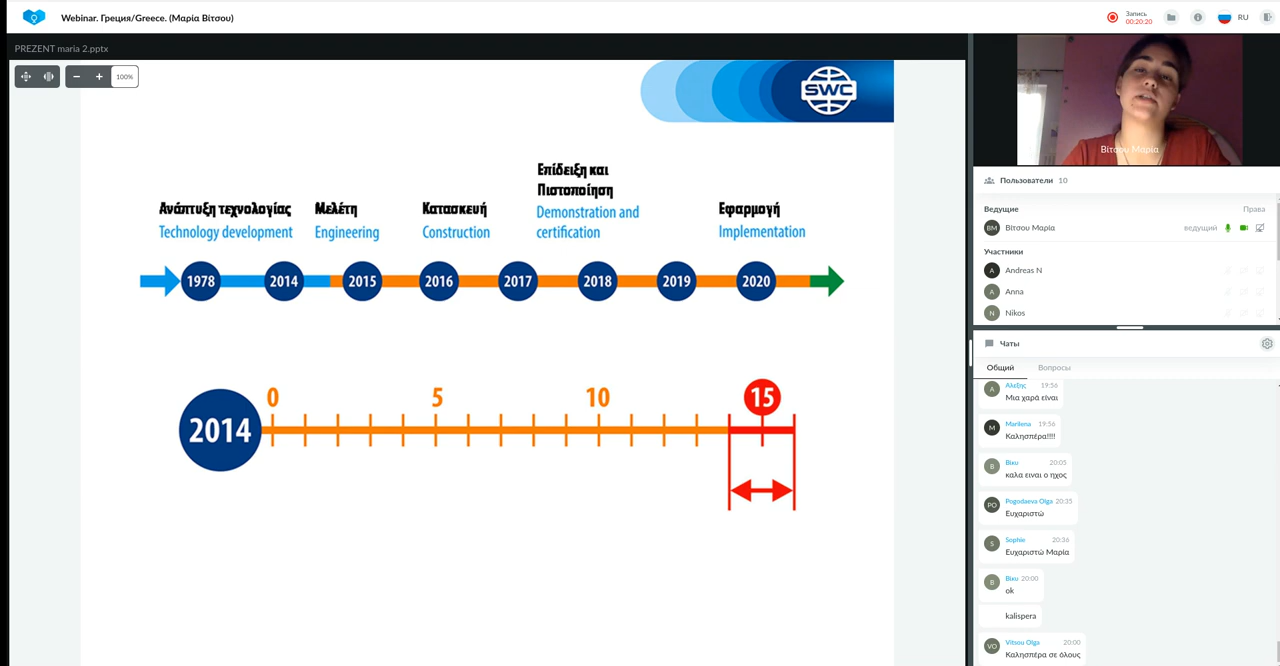 Webinar. Греция/Greece. (Μαρία Βίτσου)
Запись
00:20:20
RU
PREZENT maria 2.pptx
100%
SWC
Επίδειξη και
Πιστοποίηση
Demonstration and
certification
Ανάπτυξη τεχνολογίας
Technology development
Μελέτη
Engineering
Κατασκευή
Construction
Εφαρμογή
Implementation
1978
2014
2015
2016
2017
2018
2019
2020
2014
0
5
10
15
Βίτσου Μαρία
Пользователи 10
Ведущие
Права
ΒΜ
Βίτσου Μαρία
ведущий
Участники
A
Andreas N
A
Anna
N
Nikos
Чаты
Общий
Вопросы
A
Αλεξης 19:56
Μια χαρά είναι
M
Marilena 19:56
Καλησπέρα!!!!
Β
Βίκυ 20:05
καλα ειναι ο ηχος
PO
Pogodaeva Olga 20:35
Ευχαριστώ
S
Sophie 20:36
Ευχαριστώ Μαρία
Β
Βίκυ 20:00
ok
kalispera
VO
Vitsou Olga 20:00
Καλησπέρα σε όλους